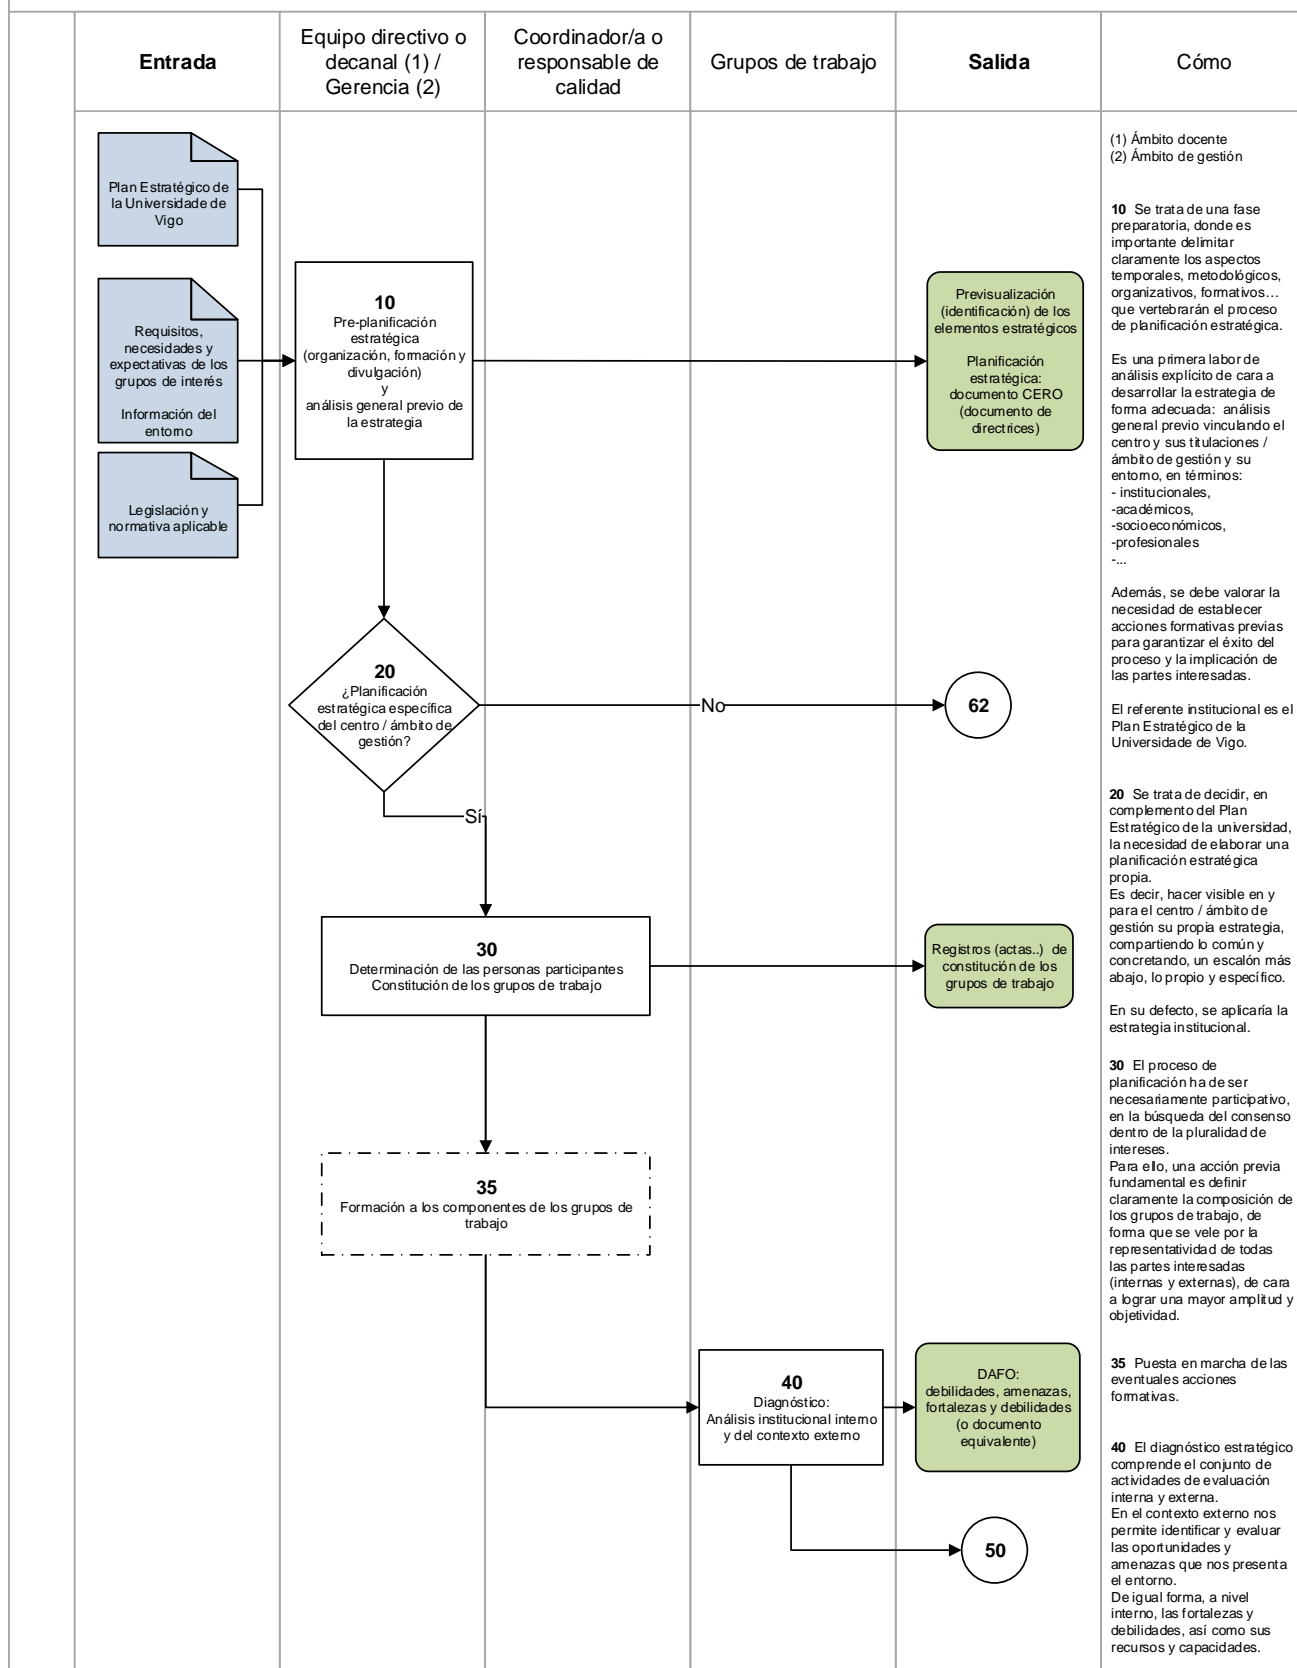 Entrada
Equipo directivo o
decanal (1) /
Gerencia (2)
Coordinador/a o
responsable de
calidad
Grupos de trabajo
Salida
Cómo
Plan Estratégico de
la Universidade de
Vigo
Requisitos,
necesidades y
expectativas de los
grupos de interés
Información del
entorno
Legislación y
normativa aplicable
10
Pre-planificación
estratégica
(organización, formación y
divulgación)
y
análisis general previo de
la estrategia
Previsualización
(identificación) de los
elementos estratégicos
Planificación
estratégica:
documento CERO
(documento de
directrices)
20
¿Planificación
estratégica específica
del centro / ámbito de
gestión?
No
62
Sí
30
Determinación de las personas participantes
Constitución de los grupos de trabajo
Registros (actas..) de
constitución de los
grupos de trabajo
35
Formación a los componentes de los grupos de
trabajo
40
Diagnóstico:
Análisis institucional interno
y del contexto externo
DAFO:
debilidades, amenazas,
fortalezas y debilidades
(o documento
equivalente)
50
(1) Ámbito docente
(2) Ámbito de gestión
10 Se trata de una fase
preparatoria, donde es
importante delimitar
claramente los aspectos
temporales, metodológicos,
organizativos, formativos…
que vertebrarán el proceso
de planificación estratégica.
Es una primera labor de
análisis explícito de cara a
desarrollar la estrategia de
forma adecuada: análisis
general previo vinculando el
centro y sus titulaciones /
ámbito de gestión y su
entorno, en términos:
- institucionales,
-académicos,
-socioeconómicos,
-profesionales
-...
Además, se debe valorar la
necesidad de establecer
acciones formativas previas
para garantizar el éxito del
proceso y la implicación de
las partes interesadas.
El referente institucional es el
Plan Estratégico de la
Universidade de Vigo.
20 Se trata de decidir, en
complemento del Plan
Estratégico de la universidad,
la necesidad de elaborar una
planificación estratégica
propia.
Es decir, hacer visible en y
para el centro / ámbito de
gestión su propia estrategia,
compartiendo lo común y
concretando, un escalón más
abajo, lo propio y específico.
En su defecto, se aplicaría la
estrategia institucional.
30 El proceso de
planificación ha de ser
necesariamente participativo,
en la búsqueda del consenso
dentro de la pluralidad de
intereses.
Para ello, una acción previa
fundamental es definir
claramente la composición de
los grupos de trabajo, de
forma que se vele por la
representatividad de todas
las partes interesadas
(internas y externas), de cara
a lograr una mayor amplitud y
objetividad.
35 Puesta en marcha de las
eventuales acciones
formativas.
40 El diagnóstico estratégico
comprende el conjunto de
actividades de evaluación
interna y externa.
En el contexto externo nos
permite identificar y evaluar
las oportunidades y
amenazas que nos presenta
el entorno.
De igual forma, a nivel
interno, las fortalezas y
debilidades, así como sus
recursos y capacidades.